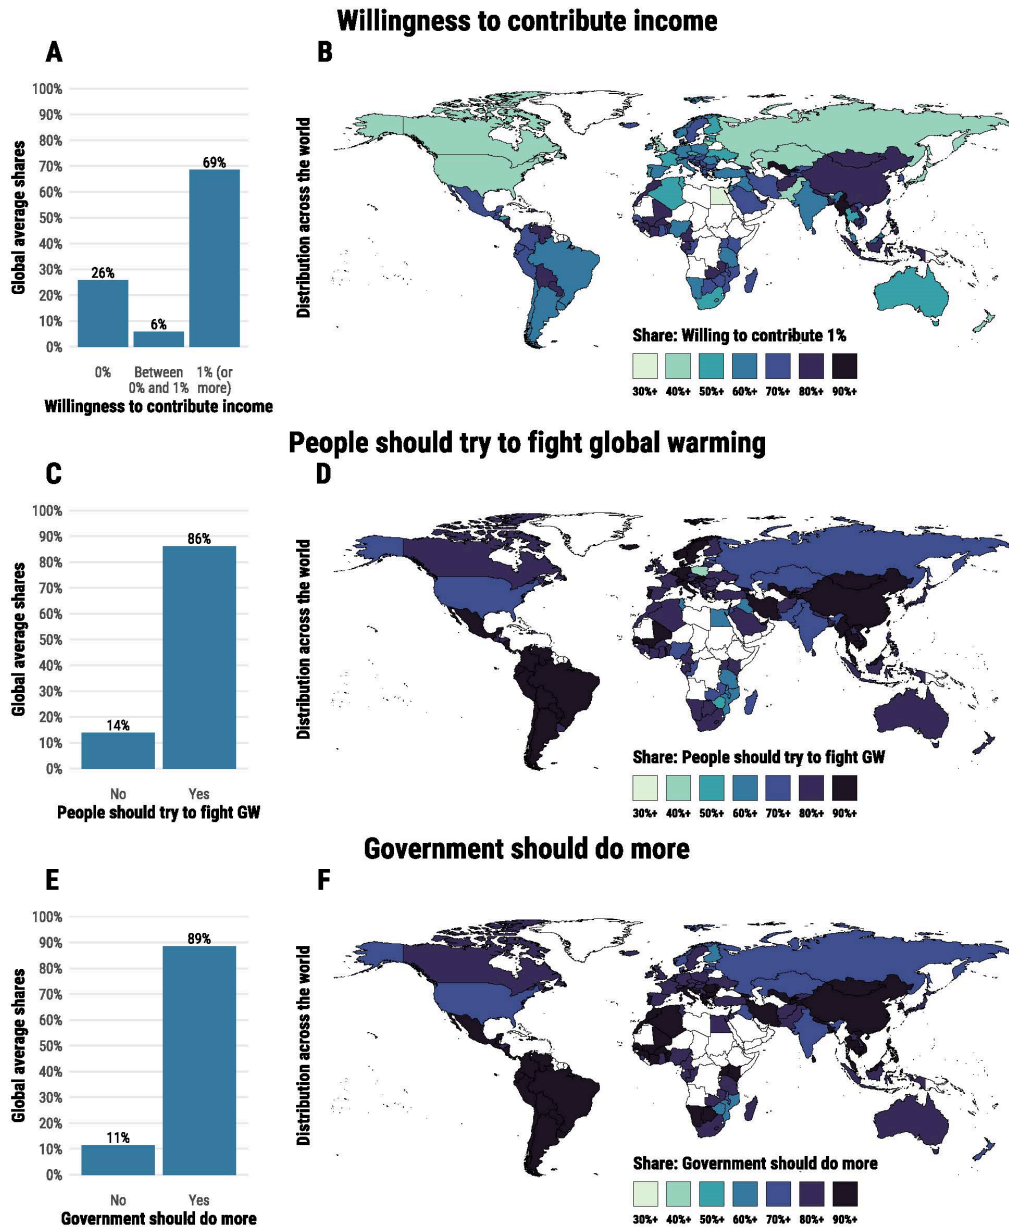 Willingness to contribute income
A
B
100%
90%
80%
70%
60%
50%
40%
30%
20%
10%
0%
Global average shares
26%
6%
69%
0%
Between
0% and 1%
1% (or
more)
Willingness to contribute income
Distribution across the world
Share: Willing to contribute 1%
30%+ 40%+ 50%+ 60%+ 70%+ 80%+ 90%+
People should try to fight global warming
C
D
100%
90%
80%
70%
60%
50%
40%
30%
20%
10%
0%
Global average shares
14%
86%
No
Yes
People should try to fight GW
Distribution across the world
Share: People should try to fight GW
30%+ 40%+ 50%+ 60%+ 70%+ 80%+ 90%+
Government should do more
E
F
100%
90%
80%
70%
60%
50%
40%
30%
20%
10%
0%
Global average shares
11%
89%
No
Yes
Government should do more
Distribution across the world
Share: Government should do more
30%+ 40%+ 50%+ 60%+ 70%+ 80%+ 90%+